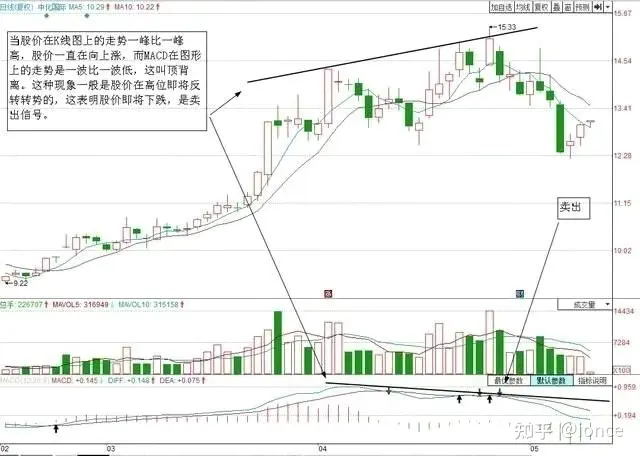 日线(复权) 中化国际 MA5: 10.29↑ MA10: 10.22↑
加自选 均线 复权 叠 窗 预测
15.67
14.54
13.41
12.28
11.15
10.02
当股价在K线图上的走势一峰比一峰
高，股价一直在向上涨，而MACD在图形
上的走势是一波比一波低，这叫顶背
离。这种现象一般是股价在高位即将反
转转势的，这表明股价即将下跌，是卖
出信号。
15.33
卖出
9.22
总手: 226707↑ MAVOL5: 316949↓ MAVOL10: 315158↑
成交量
14434
7284
X100
MACD: +0.145↓ DIFF: +0.148↑ DEA: +0.075↑
最优参数 默认参数 指标说明
+0.959
+0.194
02 03 04 05
知乎 @jonce